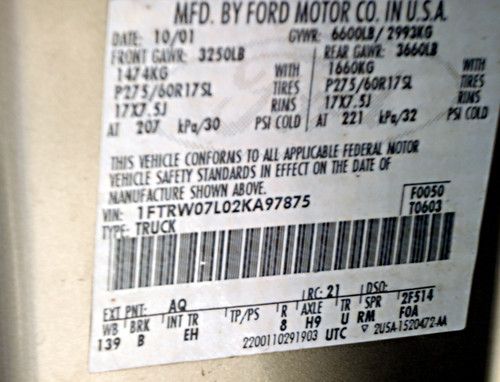 MFD. BY FORD MOTOR CO. IN U.S.A.
DATE: 10/01 GVWR: 6600LB/ 2993KG
FRONT GAWR: 3250LB REAR GAWR: 3660LB
1474KG WITH 1660KG WITH
P275/60R17SL TIRES P275/60R17SL TIRES
17X7.5J RIMS 17X7.5J RIMS
AT 207 kPa/30 PSI COLD AT 221 kPa/32 PSI COLD
THIS VEHICLE CONFORMS TO ALL APPLICABLE FEDERAL MOTOR
VEHICLE SAFETY STANDARDS IN EFFECT ON THE DATE OF
MANUFACTURE SHOWN ABOVE.
VIN: 1FTRW07L02KA97875 F0050
TYPE: TRUCK T0603
EXT PNT: AQ RC: 21 DSO:
WB BRK INT TR TP/PS R AXLE TR SPR 2F514
139 B EH 8 H9 U RM F0A
2200110291903 UTC 2U5A-1520472-AA